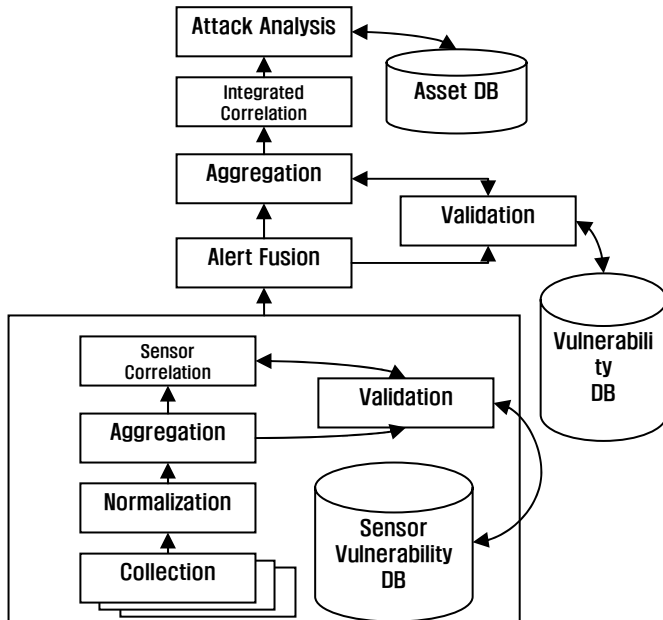 Attack Analysis
Asset DB
Integrated
Correlation
Aggregation
Validation
Alert Fusion
Vulnerabili
ty
DB
Sensor
Correlation
Validation
Aggregation
Normalization
Sensor
Vulnerability
DB
Collection